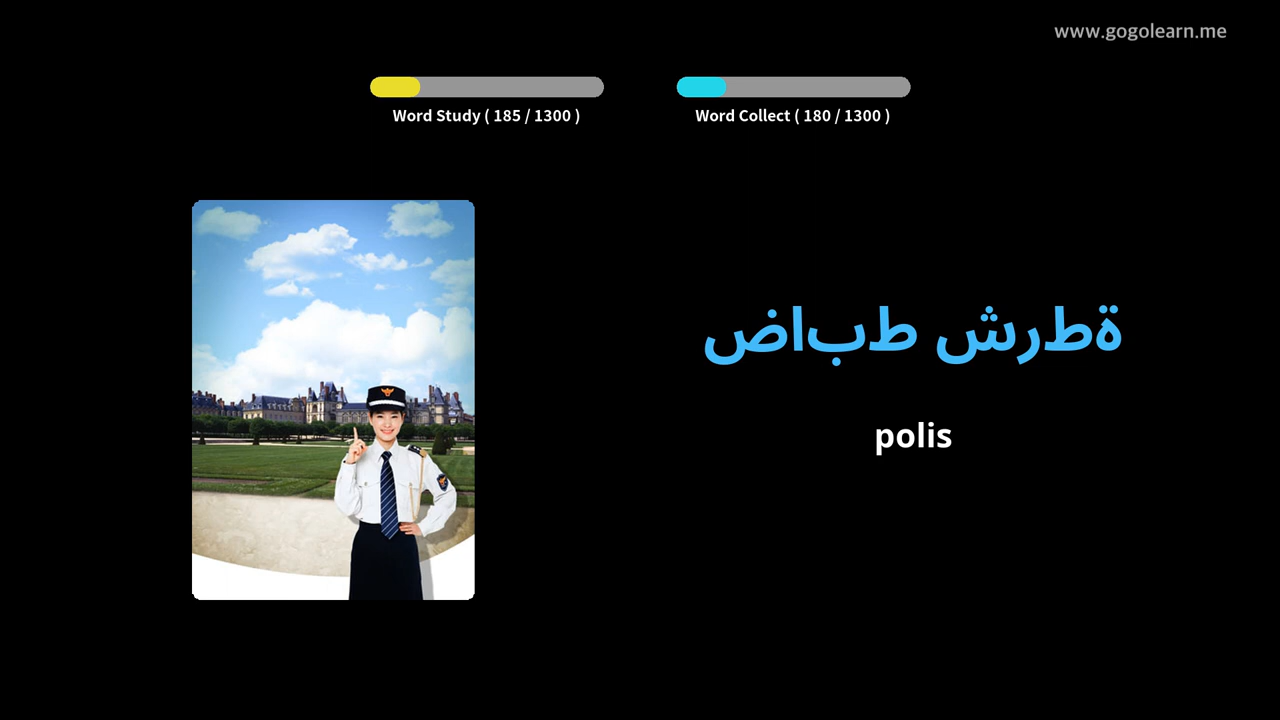 www.gogolearn.me
Word Study ( 185 / 1300 )
Word Collect ( 180 / 1300 )
ةطرش طباض
polis